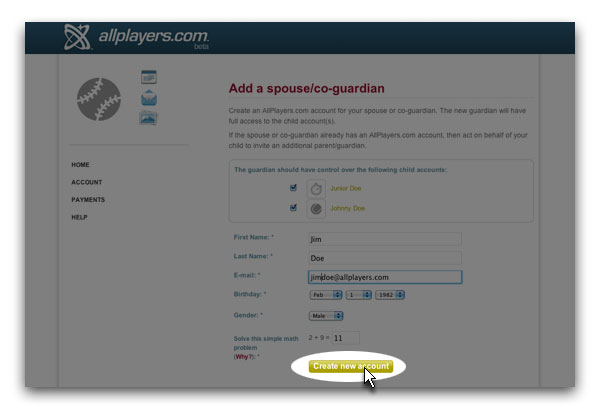 allplayers.com
beta
Add a spouse/co-guardian
Create an AllPlayers.com account for your spouse or co-guardian. The new guardian will have
full access to the child account(s).
If the spouse or co-guardian already has an AllPlayers.com account, then act on behalf of your
child to invite an additional parent/guardian.
HOME
ACCOUNT
PAYMENTS
HELP
The guardian should have control over the following child accounts:
Junior Doe
Johnny Doe
First Name: * Jim
Last Name: * Doe
E-mail: * jimdoe@allplayers.com
Birthday: * Feb 1 1982
Gender: * Male
Solve this simple math 2 + 9 = 11
problem
(Why?): *
Create new account